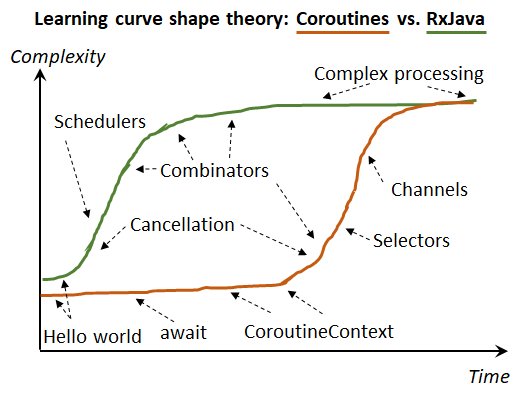 Learning curve shape theory: Coroutines vs. RxJava
Complexity
Complex processing
Schedulers
Combinators
Channels
Cancellation
Selectors
Hello world
await
CoroutineContext
Time